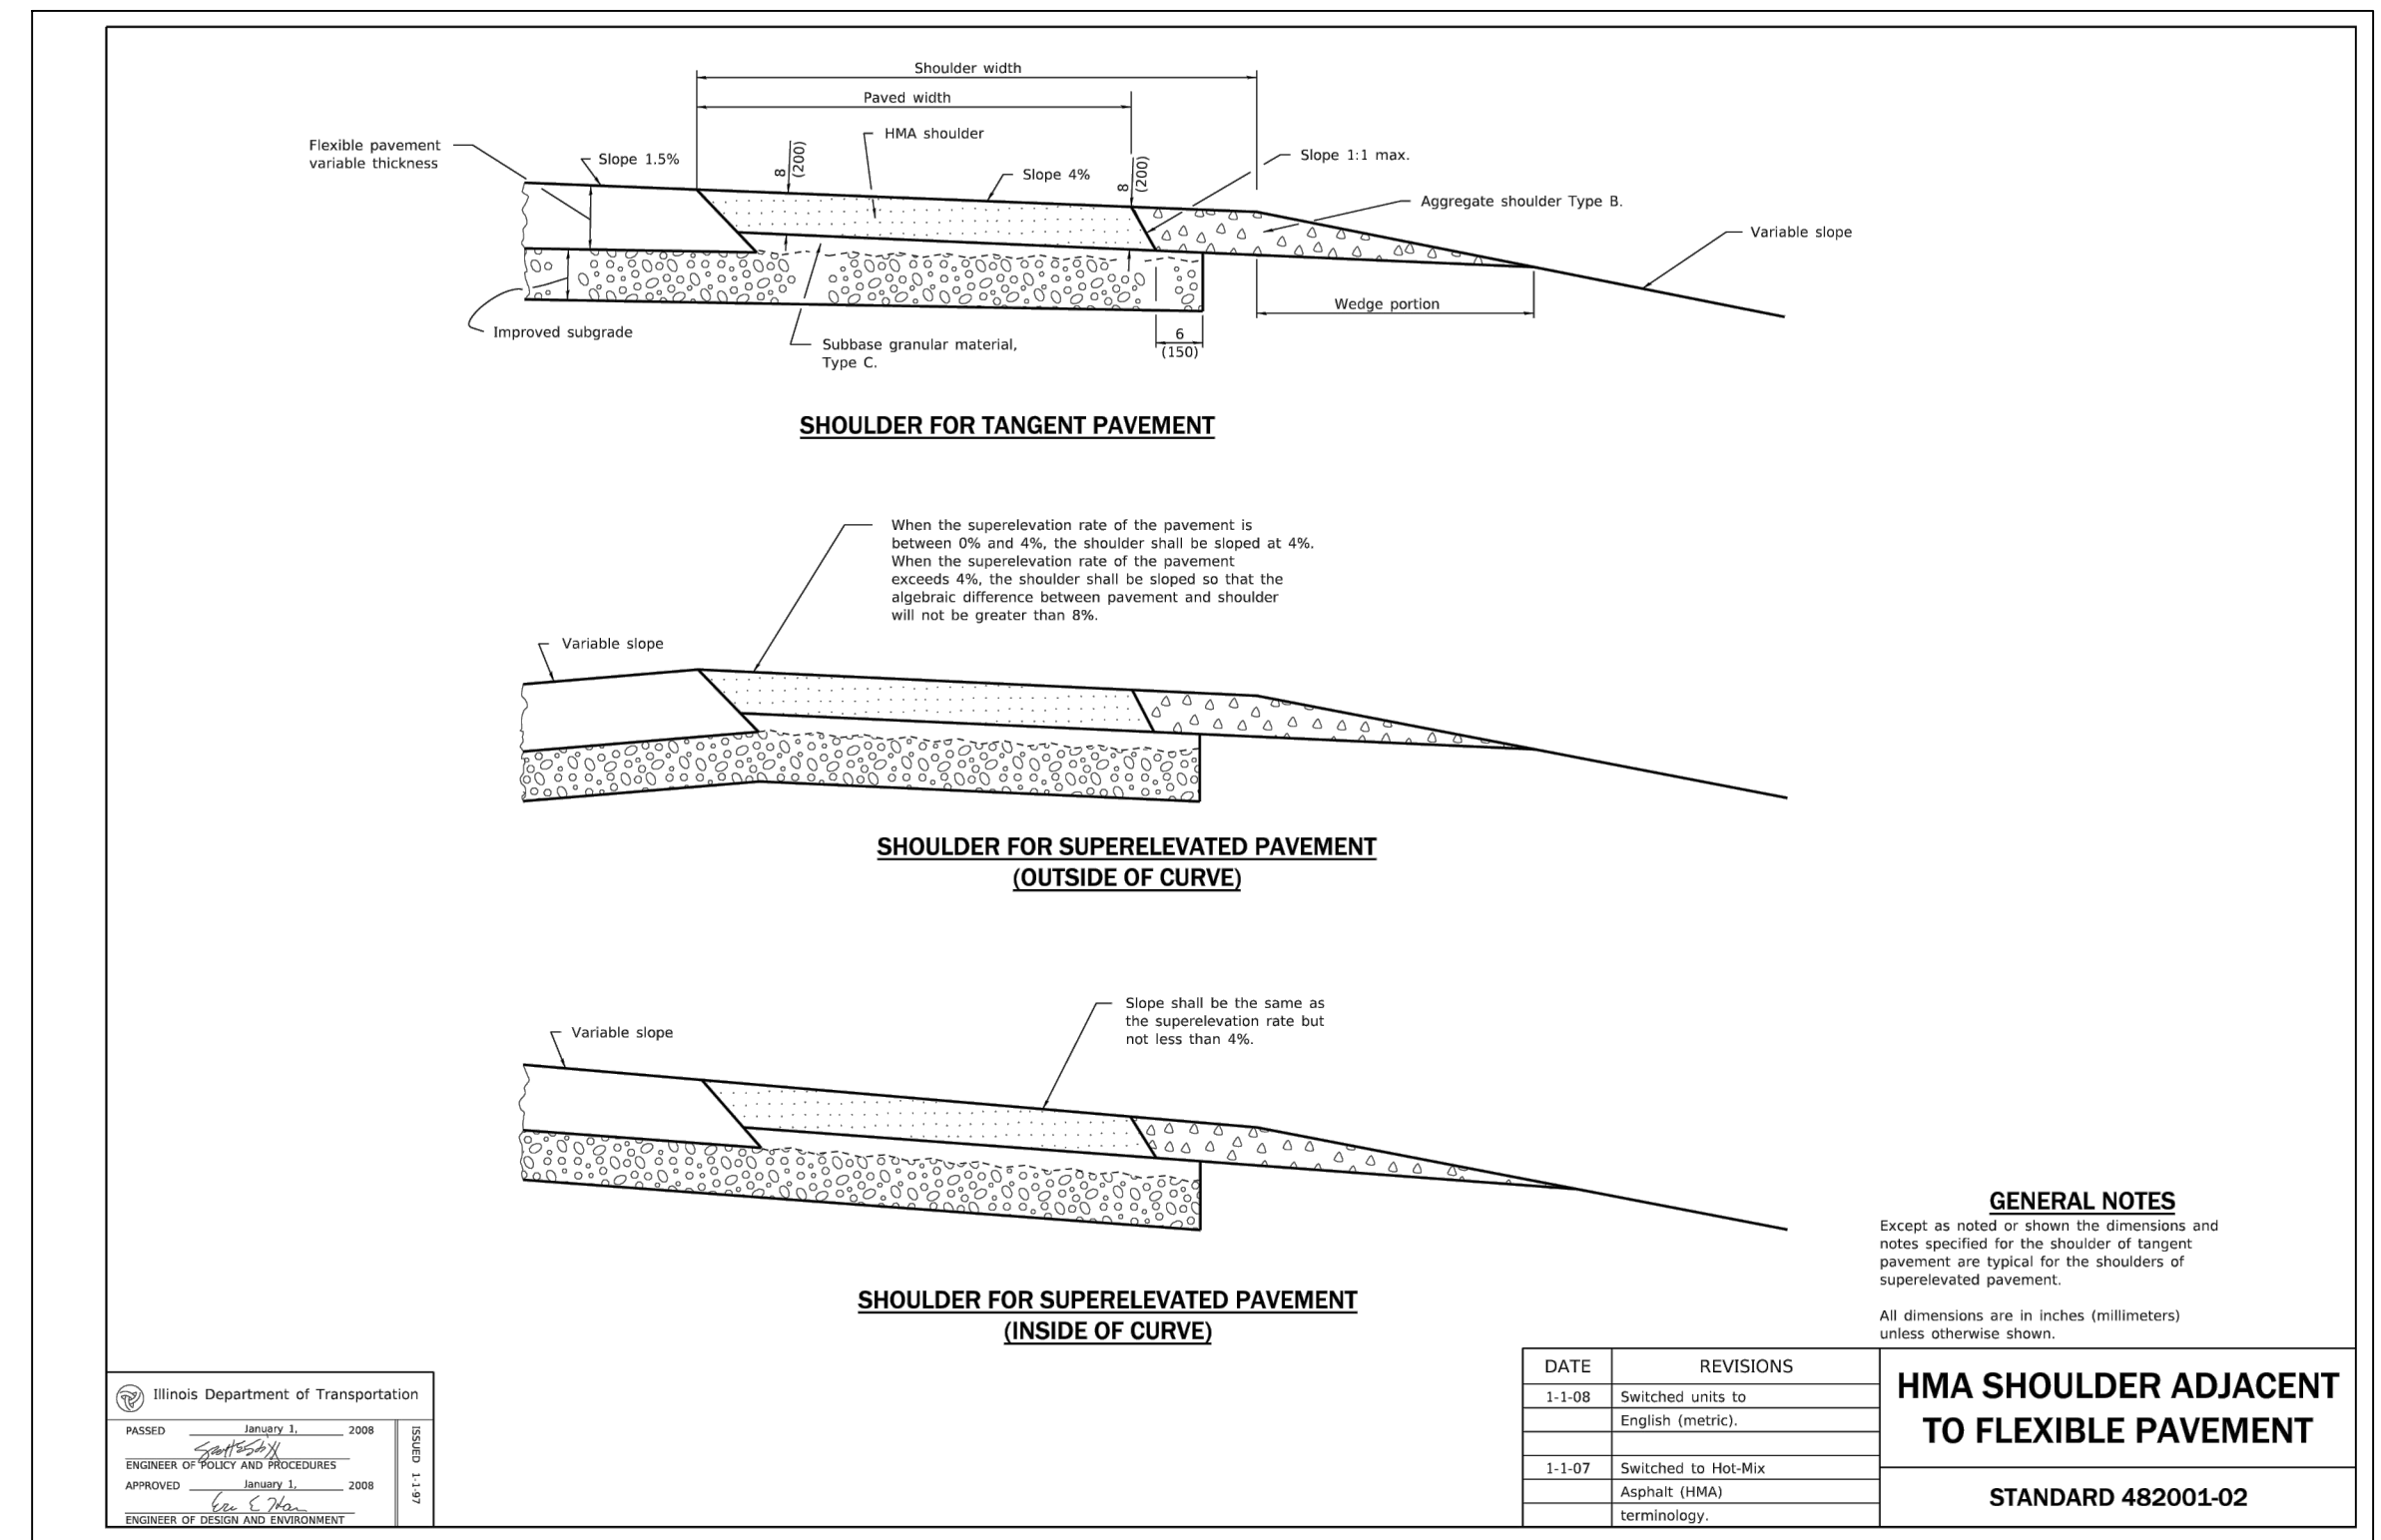 Shoulder width
Paved width
HMA shoulder
Flexible pavement
variable thickness
Slope 1.5%
8
(200)
Slope 4%
8
(200)
Slope 1:1 max.
Aggregate shoulder Type B.
Variable slope
Wedge portion
Improved subgrade
6
(150)
Subbase granular material,
Type C.
SHOULDER FOR TANGENT PAVEMENT
When the superelevation rate of the pavement is
between 0% and 4%, the shoulder shall be sloped at 4%.
When the superelevation rate of the pavement
exceeds 4%, the shoulder shall be sloped so that the
algebraic difference between pavement and shoulder
will not be greater than 8%.
Variable slope
SHOULDER FOR SUPERELEVATED PAVEMENT
(OUTSIDE OF CURVE)
Slope shall be the same as
the superelevation rate but
not less than 4%.
Variable slope
SHOULDER FOR SUPERELEVATED PAVEMENT
(INSIDE OF CURVE)
GENERAL NOTES
Except as noted or shown the dimensions and
notes specified for the shoulder of tangent
pavement are typical for the shoulders of
superelevated pavement.
All dimensions are in inches (millimeters)
unless otherwise shown.
Illinois Department of Transportation
PASSED January 1, 2008
ENGINEER OF POLICY AND PROCEDURES
APPROVED January 1, 2008
ENGINEER OF DESIGN AND ENVIRONMENT
ISSUED 1-1-97
DATE REVISIONS
1-1-08 Switched units to
English (metric).
1-1-07 Switched to Hot-Mix
Asphalt (HMA)
terminology.
HMA SHOULDER ADJACENT
TO FLEXIBLE PAVEMENT
STANDARD 482001-02